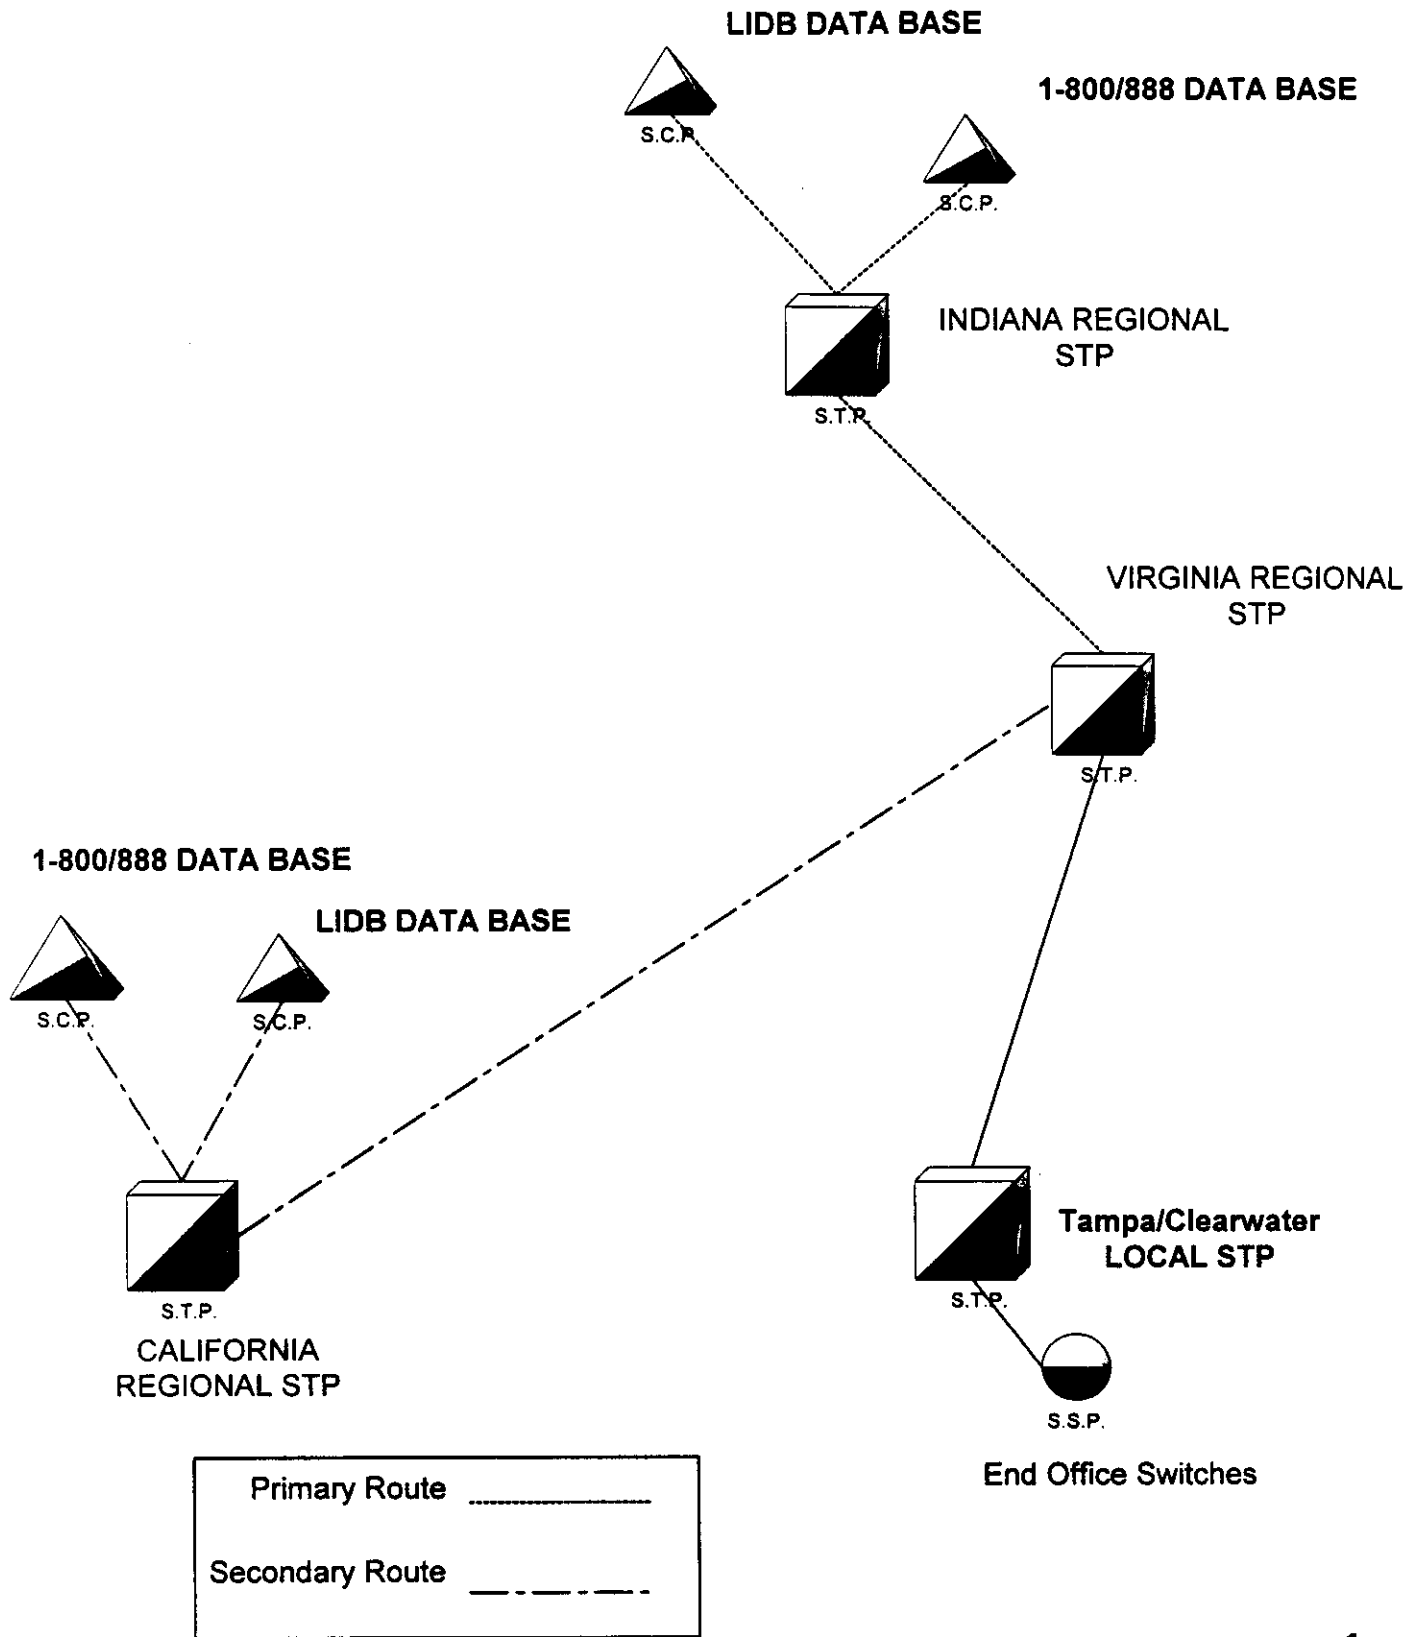 LIDB DATA BASE
1-800/888 DATA BASE
S.C.P.
S.C.P.
INDIANA REGIONAL
STP
S.T.P.
VIRGINIA REGIONAL
STP
S.T.P.
1-800/888 DATA BASE
LIDB DATA BASE
S.C.P.
S.C.P.
Tampa/Clearwater
LOCAL STP
S.T.P.
S.T.P.
CALIFORNIA
REGIONAL STP
S.S.P.
End Office Switches
Primary Route
Secondary Route